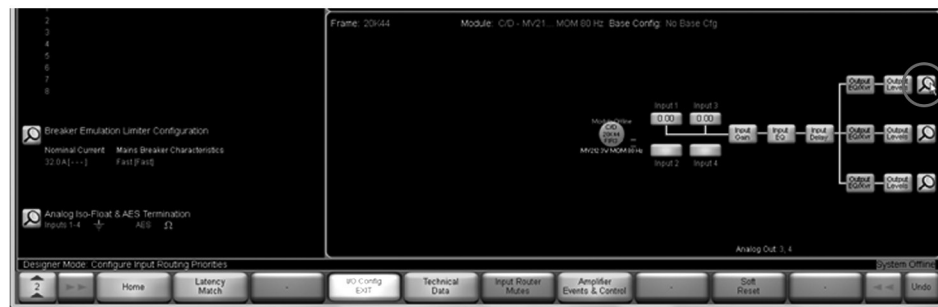 2
3
4
5
6
7
8
Breaker Emulation Limiter Configuration
Nominal Current Mains Breaker Characteristics
32.0 A [---] Fast [Fast]
Analog Iso-Float & AES Termination
Inputs 1-4 AES Ω
Frame: 20K44 Module: C/D - MV21... MOM 80 Hz Base Config: No Base Cfg
Module Offline
C/D
20K44
Input 1 Input 3
0.00 0.00
Input 2 Input 4
Input Gain
Input EQ
Input Delay
Output EQ/Xvr
Output Levels
Output EQ/Xvr
Output Levels
Output EQ/Xvr
Output Levels
Analog Out: 3, 4
Designer Mode: Configure Input Routing Priorities System Offline
2 Home Latency Match - I/O Config EXIT Technical Data Input Router Mutes Amplifier Events & Control - Soft Reset - Undo